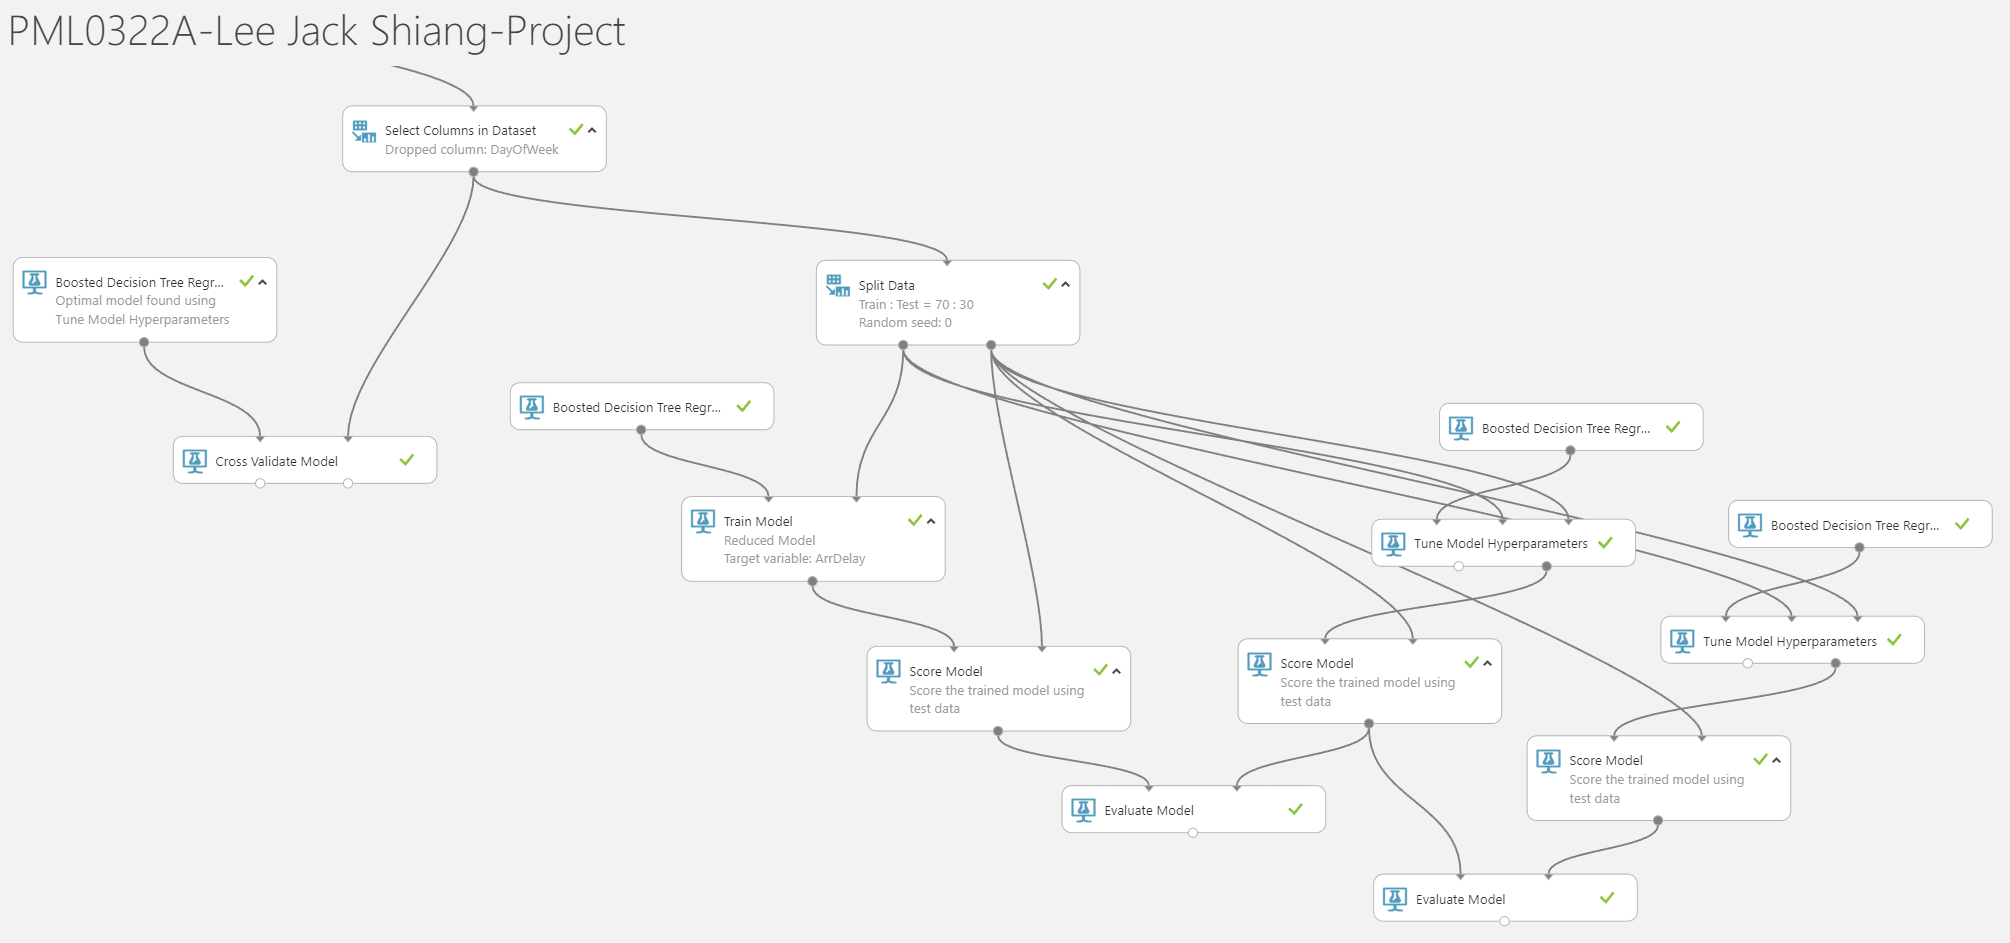 PML0322A-Lee Jack Shiang-Project
Select Columns in Dataset
Dropped column: DayOfWeek
Boosted Decision Tree Regr...
Optimal model found using
Tune Model Hyperparameters
Split Data
Train : Test = 70 : 30
Random seed: 0
Boosted Decision Tree Regr...
Boosted Decision Tree Regr...
Cross Validate Model
Train Model
Reduced Model
Target variable: ArrDelay
Tune Model Hyperparameters
Boosted Decision Tree Regr...
Tune Model Hyperparameters
Score Model
Score the trained model using
test data
Score Model
Score the trained model using
test data
Score Model
Score the trained model using
test data
Evaluate Model
Evaluate Model